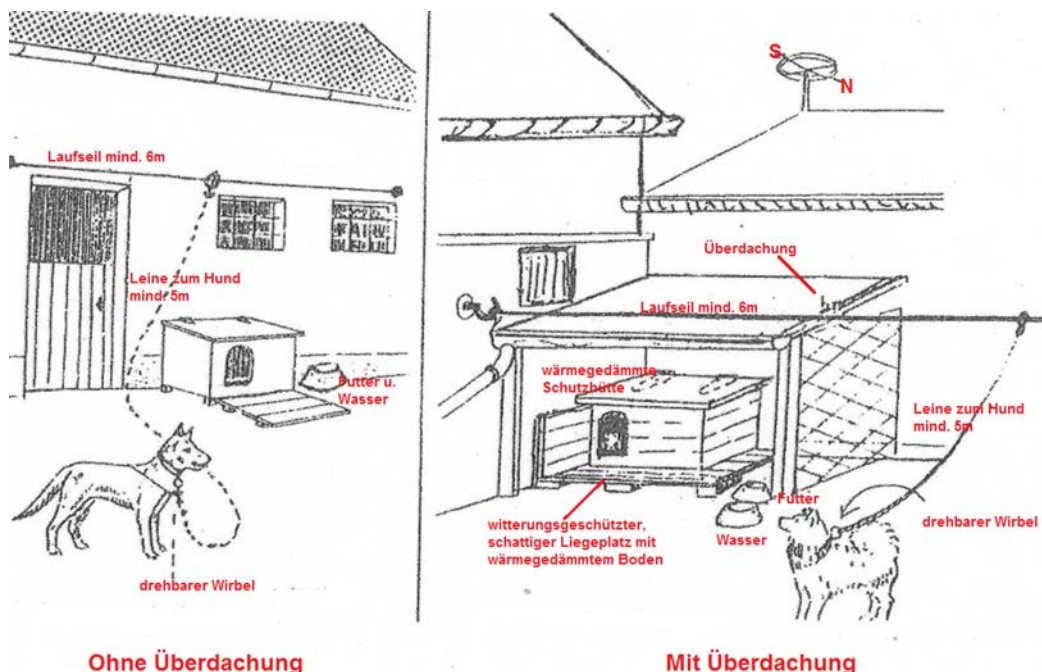 Laufseil mind. 6m
Leine zum Hund
mind. 5m
Futter u.
Wasser
drehbarer Wirbel
Ohne Überdachung
S
N
Überdachung
Laufseil mind. 6m
wärmegedämmte
Schutzhütte
Leine zum Hund
mind. 5m
Futter
Wasser
drehbarer Wirbel
witterungsgeschützter,
schattiger Liegeplatz mit
wärmegedämmtem Boden
Mit Überdachung